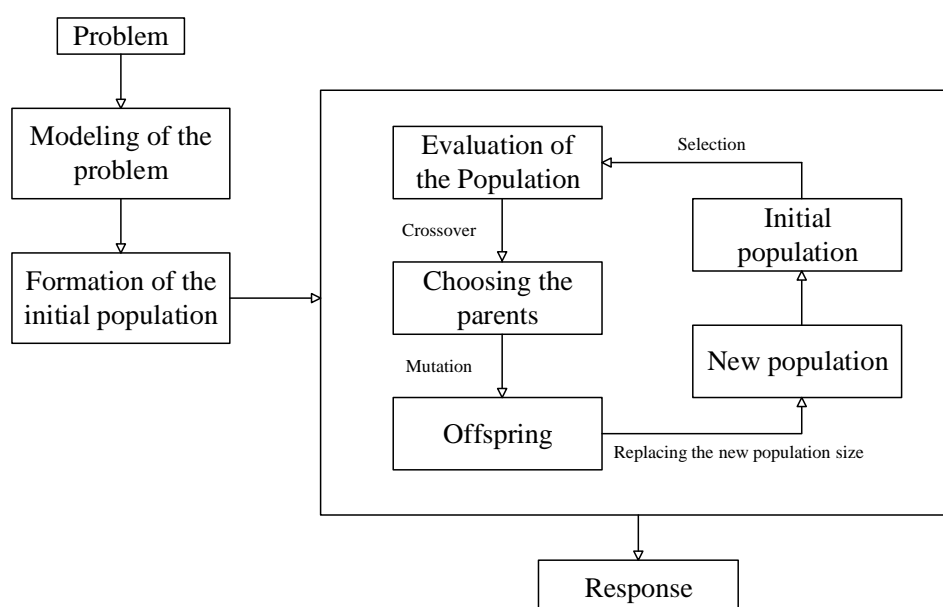 Problem
Modeling of the
problem
Formation of the
initial population
Evaluation of
the Population
Selection
Initial
population
Crossover
Choosing the
parents
New population
Mutation
Offspring
Replacing the new population size
Response